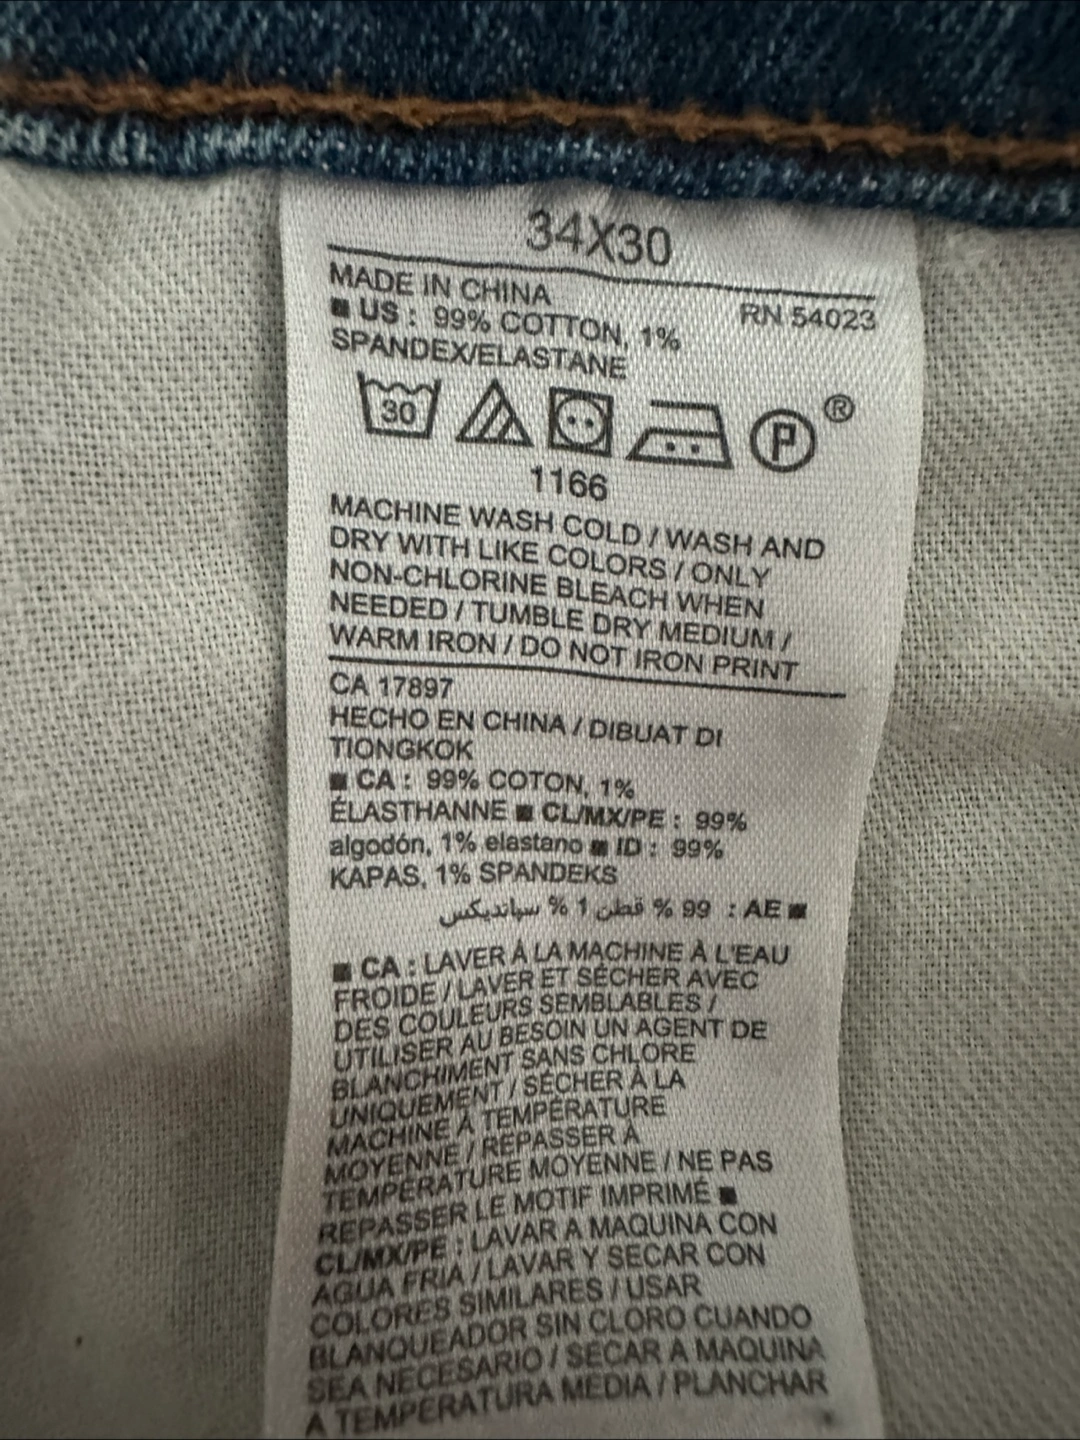 34X30
MADE IN CHINA
RN 54023
■ US : 99% COTTON, 1%
SPANDEX/ELASTANE
30
P
®
1166
MACHINE WASH COLD / WASH AND
DRY WITH LIKE COLORS / ONLY
NON-CHLORINE BLEACH WHEN
NEEDED / TUMBLE DRY MEDIUM /
WARM IRON / DO NOT IRON PRINT
CA 17897
HECHO EN CHINA / DIBUAT DI
TIONGKOK
■ CA : 99% COTON, 1%
ÉLASTHANNE ■ CL/MX/PE : 99%
algodón, 1% elastano ■ ID : 99%
KAPAS, 1% SPANDEKS
■ AE : 99 % قطن 1 % سباندیکس
■ CA : LAVER À LA MACHINE À L'EAU
FROIDE / LAVER ET SÉCHER AVEC
DES COULEURS SEMBLABLES /
UTILISER AU BESOIN UN AGENT DE
BLANCHIMENT SANS CHLORE
UNIQUEMENT / SÉCHER À LA
MACHINE À TEMPÉRATURE
MOYENNE / REPASSER À
TEMPÉRATURE MOYENNE / NE PAS
REPASSER LE MOTIF IMPRIMÉ ■
CL/MX/PE : LAVAR A MAQUINA CON
AGUA FRIA / LAVAR Y SECAR CON
COLORES SIMILARES / USAR
BLANQUEADOR SIN CLORO CUANDO
SEA NECESARIO / SECAR A MAQUINA
A TEMPERATURA MEDIA / PLANCHAR